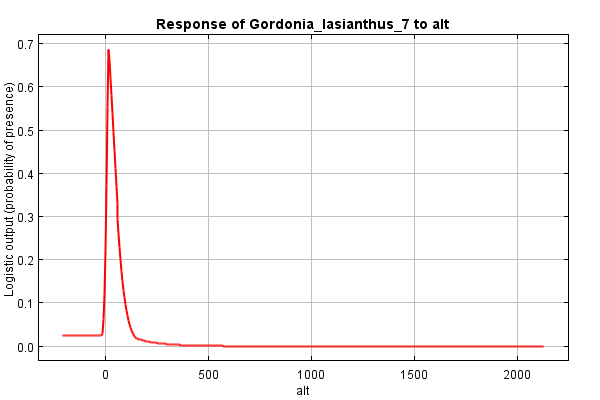 Response of Gordonia_lasianthus_7 to alt
Logistic output (probability of presence)
0.7
0.6
0.5
0.4
0.3
0.2
0.1
0.0
0 500 1000 1500 2000
alt